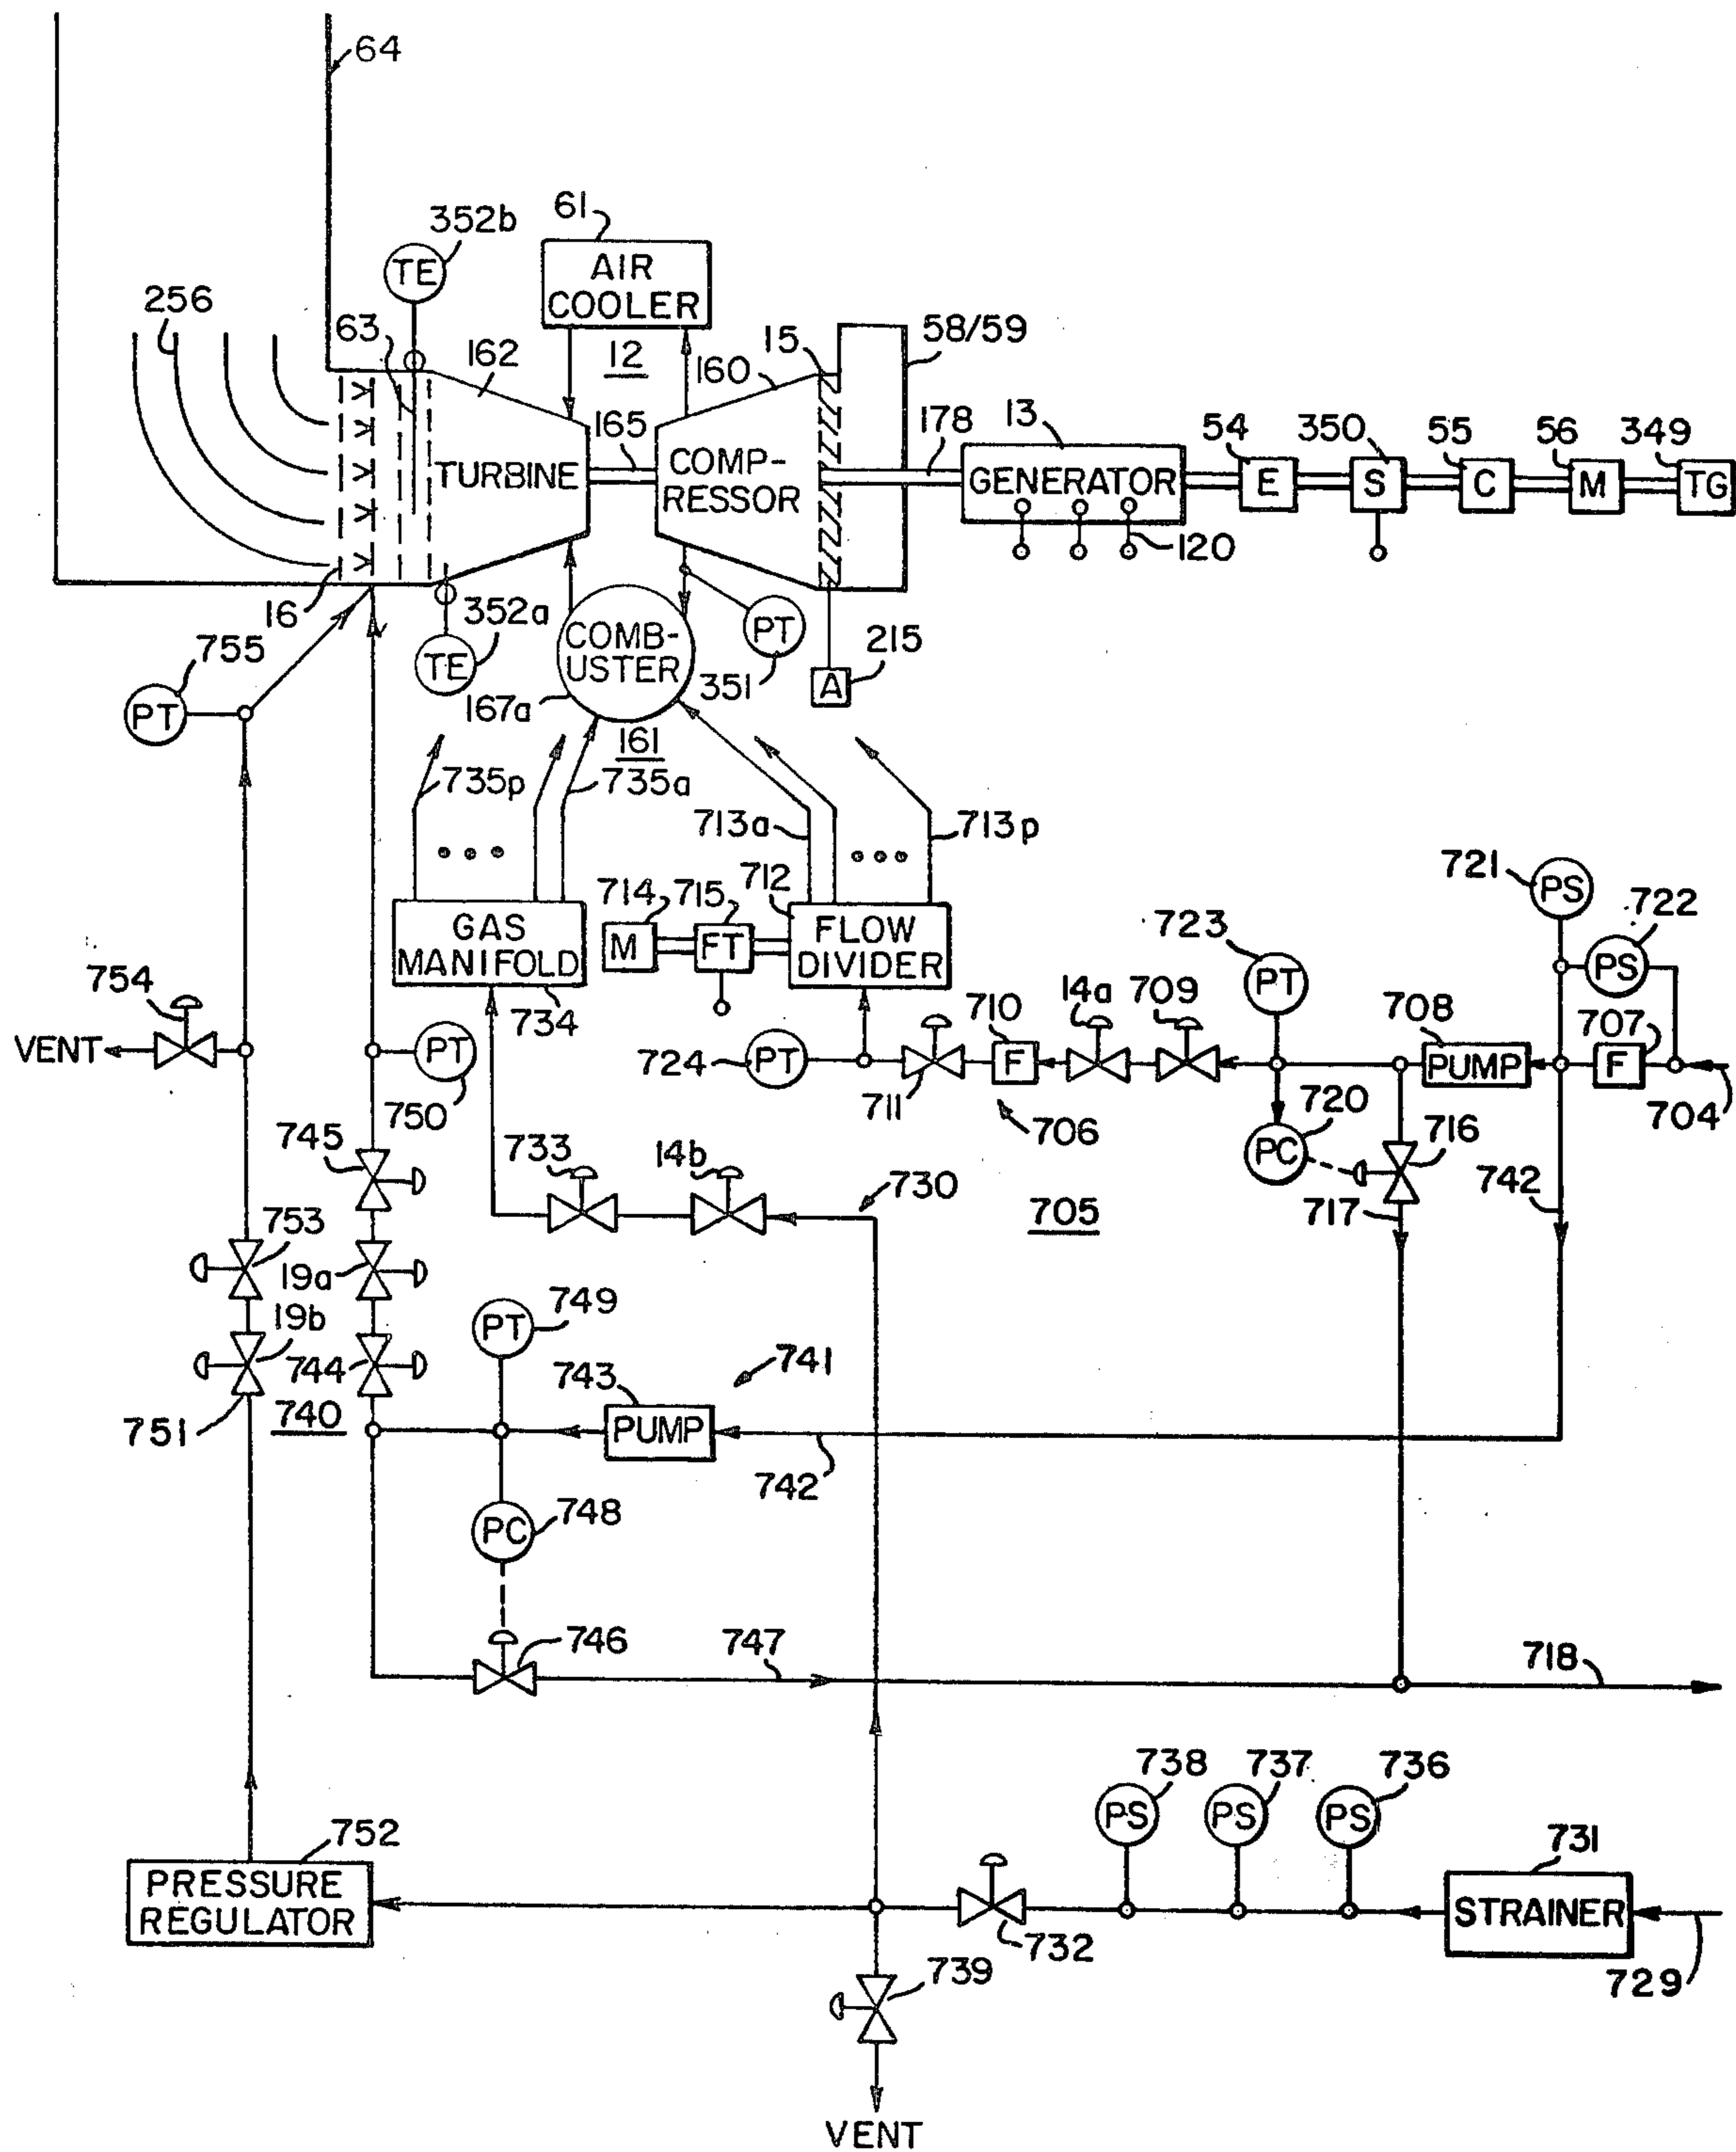 64
352b
TE
61
AIR
COOLER
256
63
162
12
160
15
58/59
165
178
13
54
350
55
56
349
TURBINE
COMP-
RESSOR
GENERATOR
E
S
C
M
TG
120
16
352a
TE
COMB-
USTER
PT
351
215
A
755
PT
167a
161
735p
735a
713a
713p
714
715
712
GAS
MANIFOLD
M
FT
FLOW
DIVIDER
721
PS
722
PS
723
PT
754
VENT
734
PT
750
724
PT
711
710
F
706
14a
709
708
PUMP
707
F
704
720
PC
716
745
733
14b
730
705
717
742
753
19a
19b
744
749
PT
741
743
PUMP
751
740
742
748
PC
746
747
718
738
PS
737
PS
736
PS
752
PRESSURE
REGULATOR
731
STRAINER
732
729
739
VENT